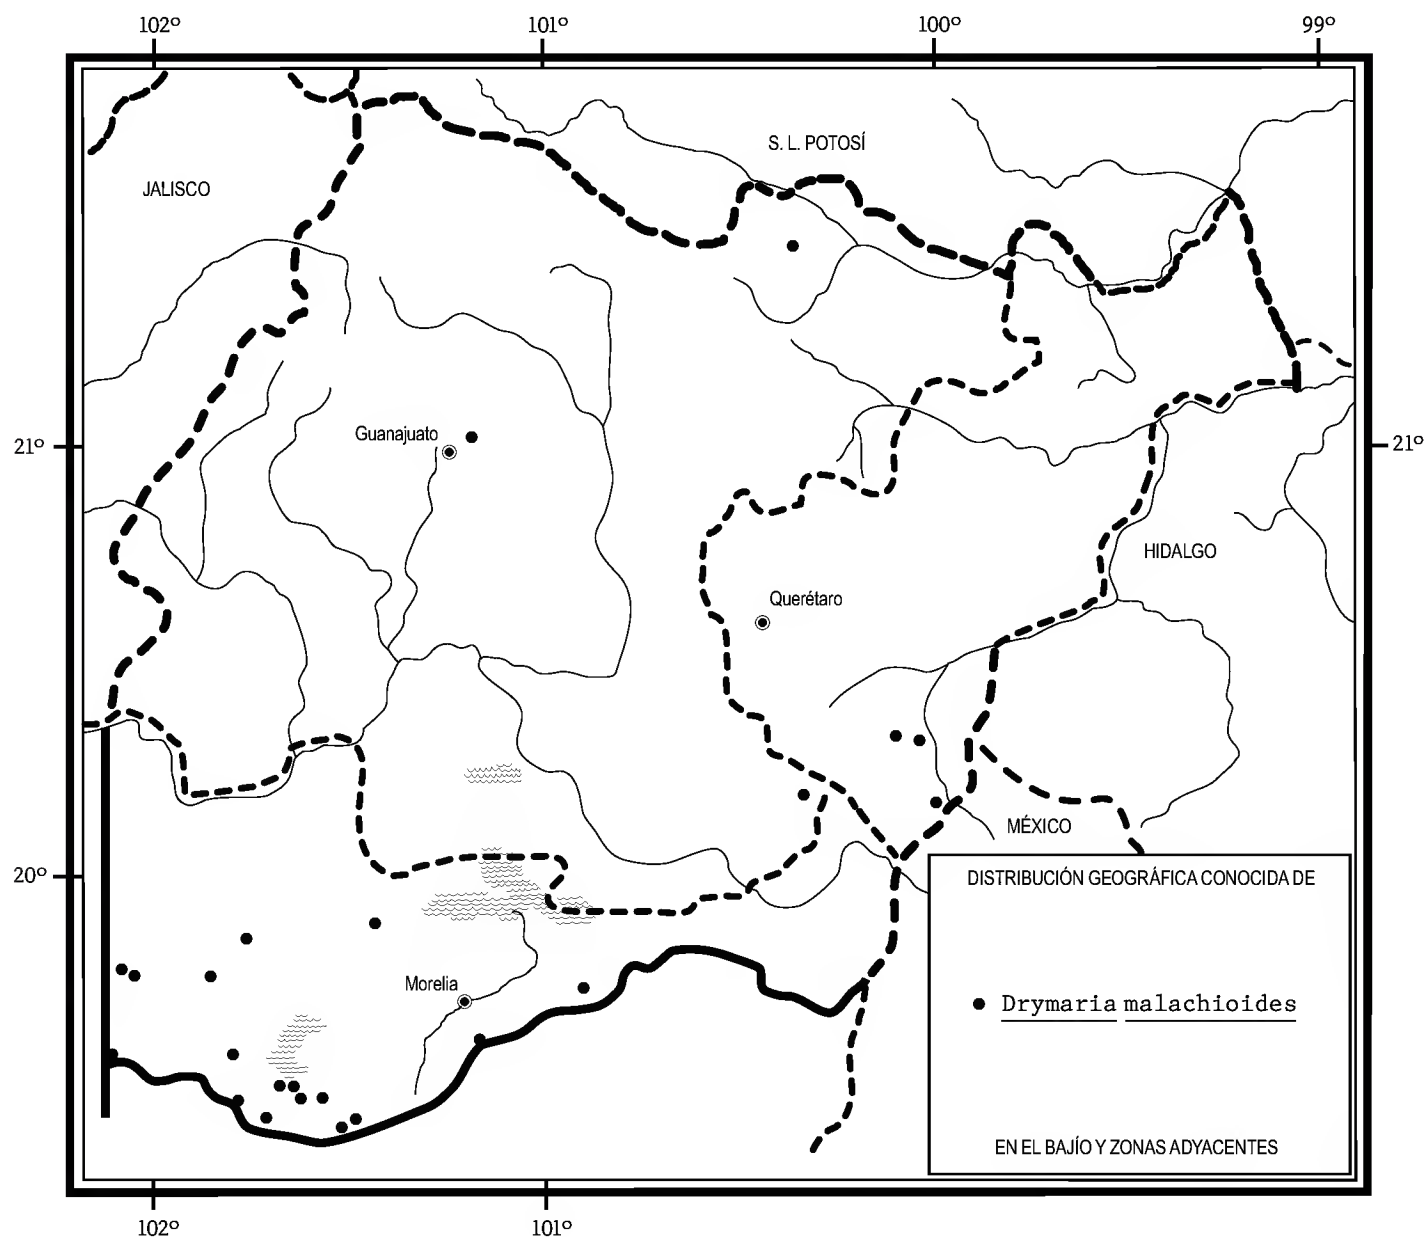 102º 101º 100º 99º
S. L. POTOSÍ
JALISCO
Guanajuato
21º
21º
HIDALGO
Querétaro
MÉXICO
20º
DISTRIBUCIÓN GEOGRÁFICA CONOCIDA DE
Morelia
Drymaria malachioides
EN EL BAJÍO Y ZONAS ADYACENTES
102º 101º